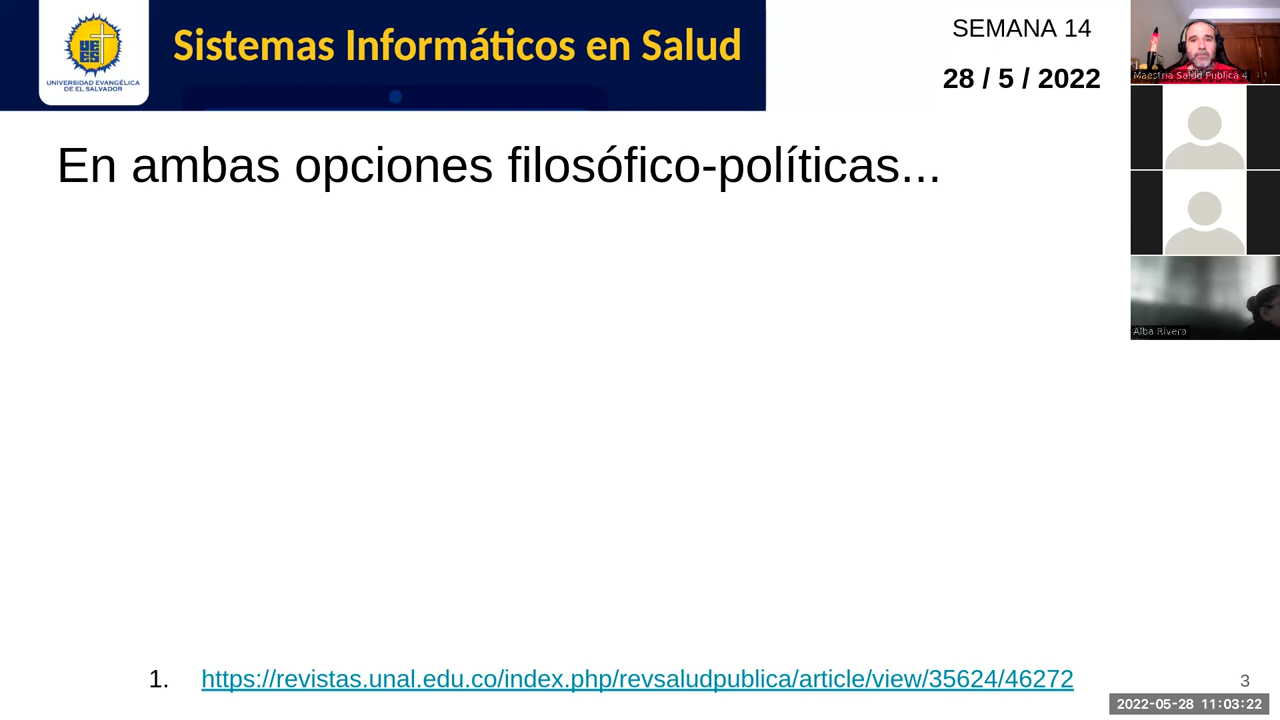 UNIVERSIDAD EVANGÉLICA
DE EL SALVADOR
Sistemas Informáticos en Salud
SEMANA 14
28 / 5 / 2022
Maestria Salud Publica 4
En ambas opciones filosófico-políticas...
Alba Rivera
1. https://revistas.unal.edu.co/index.php/revsaludpublica/article/view/35624/46272
3
2022-05-28 11:03:22